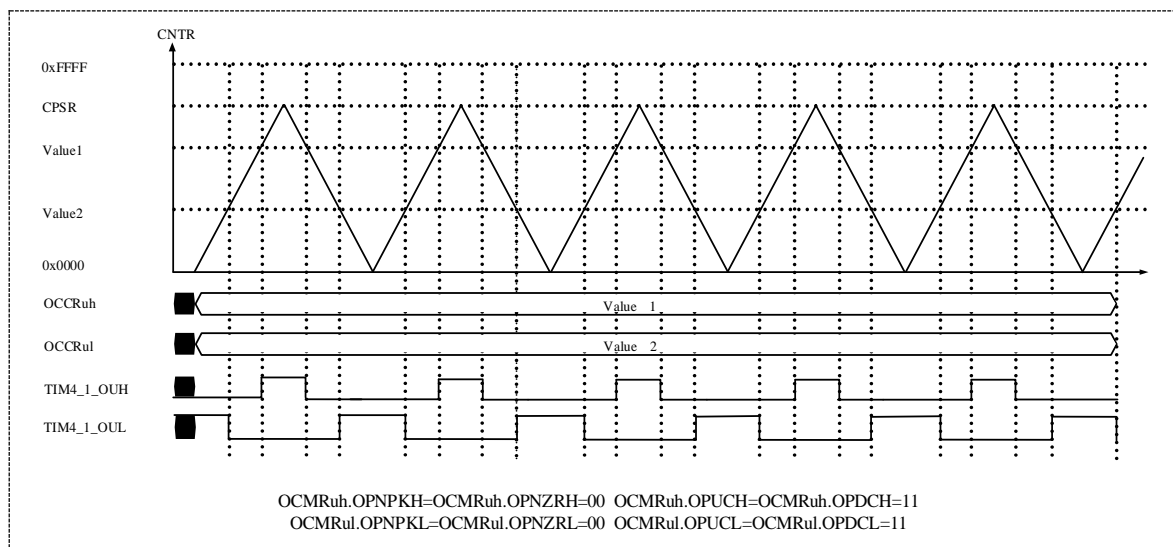 CNTR
0xFFFF
CPSR
Value1
Value2
0x0000
OCCRuh
Value 1
OCCRul
Value 2
TIM4_1_OUH
TIM4_1_OUL
OCMRuh.OPNPKH=OCMRuh.OPNZRH=00 OCMRuh.OPUCH=OCMRuh.OPDCH=11
OCMRul.OPNPKL=OCMRul.OPNZRL=00 OCMRul.OPUCL=OCMRul.OPDCL=11